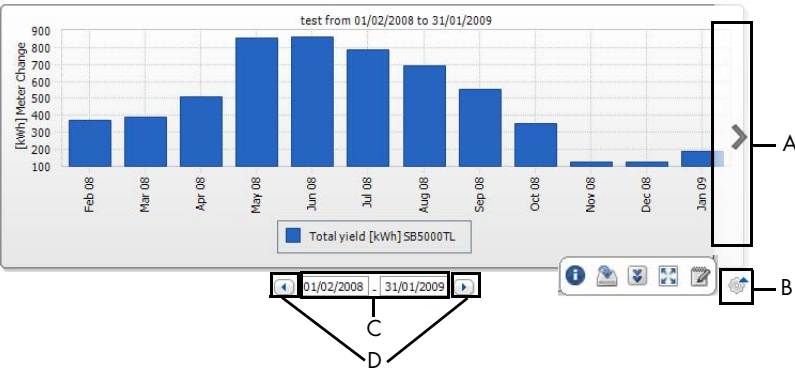 test from 01/02/2008 to 31/01/2009
[kWh] Meter Change
900
800
700
600
500
400
300
200
100
Feb 08
Mar 08
Apr 08
May 08
Jun 08
Jul 08
Aug 08
Sep 08
Oct 08
Nov 08
Dec 08
Jan 09
Total yield [kWh] SB5000TL
A
B
01/02/2008 - 31/01/2009
C
D